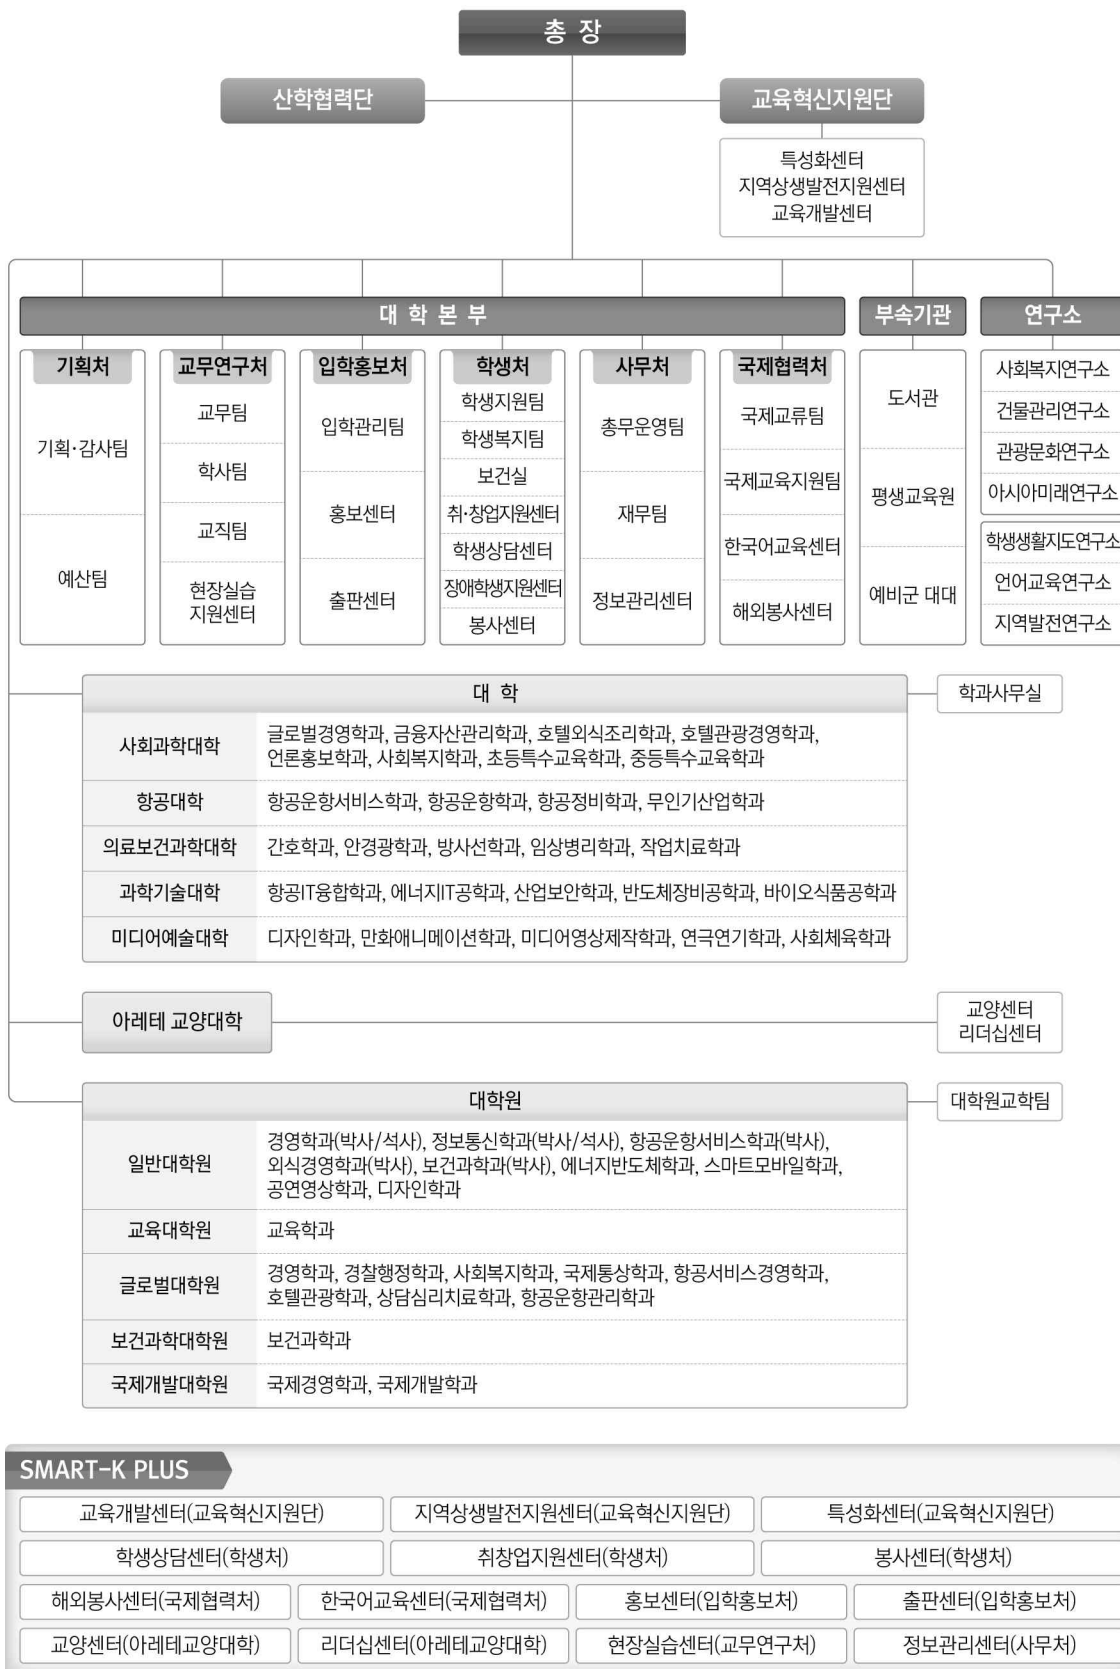 총 장
산학협력단
교육혁신지원단
특성화센터
지역상생발전지원센터
교육개발센터
대 학 본 부
부속기관
연구소
기획처
기획·감사팀
예산팀
교무연구처
교무팀
학사팀
교직팀
현장실습
지원센터
입학홍보처
입학관리팀
홍보센터
출판센터
학생처
학생지원팀
학생복지팀
보건실
취·창업지원센터
학생상담센터
장애학생지원센터
봉사센터
사무처
총무운영팀
재무팀
정보관리센터
국제협력처
국제교류팀
국제교육지원팀
한국어교육센터
해외봉사센터
도서관
평생교육원
예비군 대대
사회복지연구소
건물관리연구소
관광문화연구소
아시아미래연구소
학생생활지도연구소
언어교육연구소
지역발전연구소
대 학
학과사무실
사회과학대학
글로벌경영학과, 금융자산관리학과, 호텔외식조리학과, 호텔관광경영학과,
언론홍보학과, 사회복지학과, 초등특수교육학과, 중등특수교육학과
항공대학
항공운항서비스학과, 항공운항학과, 항공정비학과, 무인기산업학과
의료보건과학대학
간호학과, 안경광학과, 방사선학과, 임상병리학과, 작업치료학과
과학기술대학
항공IT융합학과, 에너지IT공학과, 산업보안학과, 반도체장비공학과, 바이오식품공학과
미디어예술대학
디자인학과, 만화애니메이션학과, 미디어영상제작학과, 연극연기학과, 사회체육학과
아레테 교양대학
교양센터
리더십센터
대학원
대학원교학팀
일반대학원
경영학과(박사/석사), 정보통신학과(박사/석사), 항공운항서비스학과(박사),
외식경영학과(박사), 보건과학과(박사), 에너지반도체학과, 스마트모바일학과,
공연영상학과, 디자인학과
교육대학원
교육학과
글로벌대학원
경영학과, 경찰행정학과, 사회복지학과, 국제통상학과, 항공서비스경영학과,
호텔관광학과, 상담심리치료학과, 항공운항관리학과
보건과학대학원
보건과학과
국제개발대학원
국제경영학과, 국제개발학과
SMART-K PLUS
교육개발센터(교육혁신지원단)
지역상생발전지원센터(교육혁신지원단)
특성화센터(교육혁신지원단)
학생상담센터(학생처)
취창업지원센터(학생처)
봉사센터(학생처)
해외봉사센터(국제협력처)
한국어교육센터(국제협력처)
홍보센터(입학홍보처)
출판센터(입학홍보처)
교양센터(아레테교양대학)
리더십센터(아레테교양대학)
현장실습센터(교무연구처)
정보관리센터(사무처)